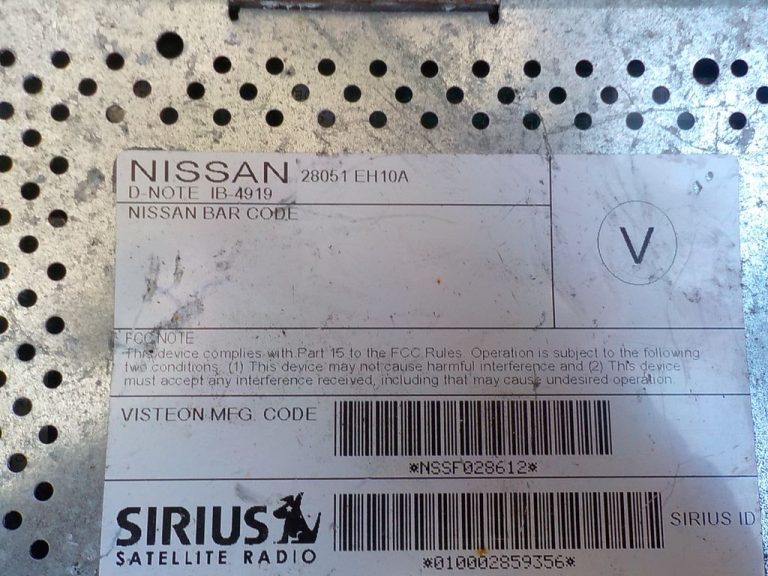 NISSAN 28051 EH10A
D-NOTE IB-4919
NISSAN BAR CODE
V
FCC NOTE
This device complies with Part 15 to the FCC Rules. Operation is subject to the following
two conditions: (1) This device may not cause harmful interference and (2) This device
must accept any interference received, including that may cause undesired operation.
VISTEON MFG. CODE
*NSSF028612*
SIRIUS
SATELLITE RADIO
SIRIUS ID
*010002859356*